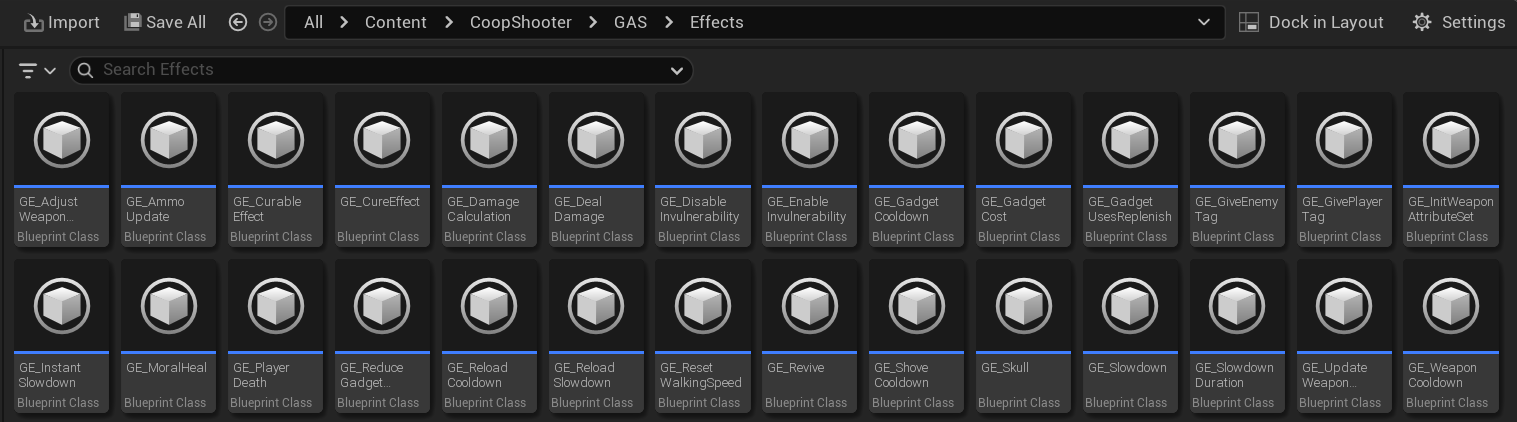 Import Save All All Content CoopShooter GAS Effects Dock in Layout Settings
Search Effects
GE_Adjust GE_Ammo GE_Curable GE_CureEffect GE_Damage GE_Deal GE_Disable GE_Enable GE_Gadget GE_Gadget GE_Gadget GE_GiveEnemy GE_GivePlayer GE_InitWeapon
Weapon... Update Effect Calculation Damage Invulnerability Invulnerability Cooldown Cost UsesReplenish Tag Tag AttributeSet
Blueprint Class Blueprint Class Blueprint Class Blueprint Class Blueprint Class Blueprint Class Blueprint Class Blueprint Class Blueprint Class Blueprint Class Blueprint Class Blueprint Class Blueprint Class Blueprint Class
GE_Instant GE_MoralHeal GE_Player GE_Reduce GE_Reload GE_Reload GE_Reset GE_Revive GE_Shove GE_Skull GE_Slowdown GE_Slowdown GE_Update GE_Weapon
Slowdown Death Gadget... Cooldown Slowdown WalkingSpeed Cooldown Duration Weapon... Cooldown
Blueprint Class Blueprint Class Blueprint Class Blueprint Class Blueprint Class Blueprint Class Blueprint Class Blueprint Class Blueprint Class Blueprint Class Blueprint Class Blueprint Class Blueprint Class Blueprint Class